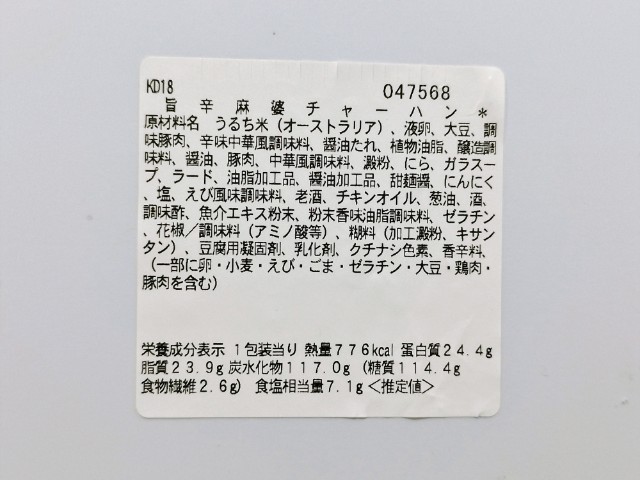 KD18
047568
旨辛麻婆チャーハン*
原材料名　うるち米（オーストラリア）、液卵、大豆、調
味豚肉、辛味中華風調味料、醤油たれ、植物油脂、醸造調
味料、醤油、豚肉、中華風調味料、澱粉、にら、ガラスー
プ、ラード、油脂加工品、醤油加工品、甜麺醤、にんにく
、塩、えび風味調味料、老酒、チキンオイル、葱油、酒、
調味酢、魚介エキス粉末、粉末香味油脂調味料、ゼラチン
、花椒／調味料（アミノ酸等）、糊料（加工澱粉、キサン
タン）、豆腐用凝固剤、乳化剤、クチナシ色素、香辛料、
（一部に卵・小麦・えび・ごま・ゼラチン・大豆・鶏肉・
豚肉を含む）
栄養成分表示 1包装当り 熱量776kcal 蛋白質24.4g
脂質23.9g 炭水化物117.0g（糖質114.4g
食物繊維2.6g） 食塩相当量7.1g＜推定値＞